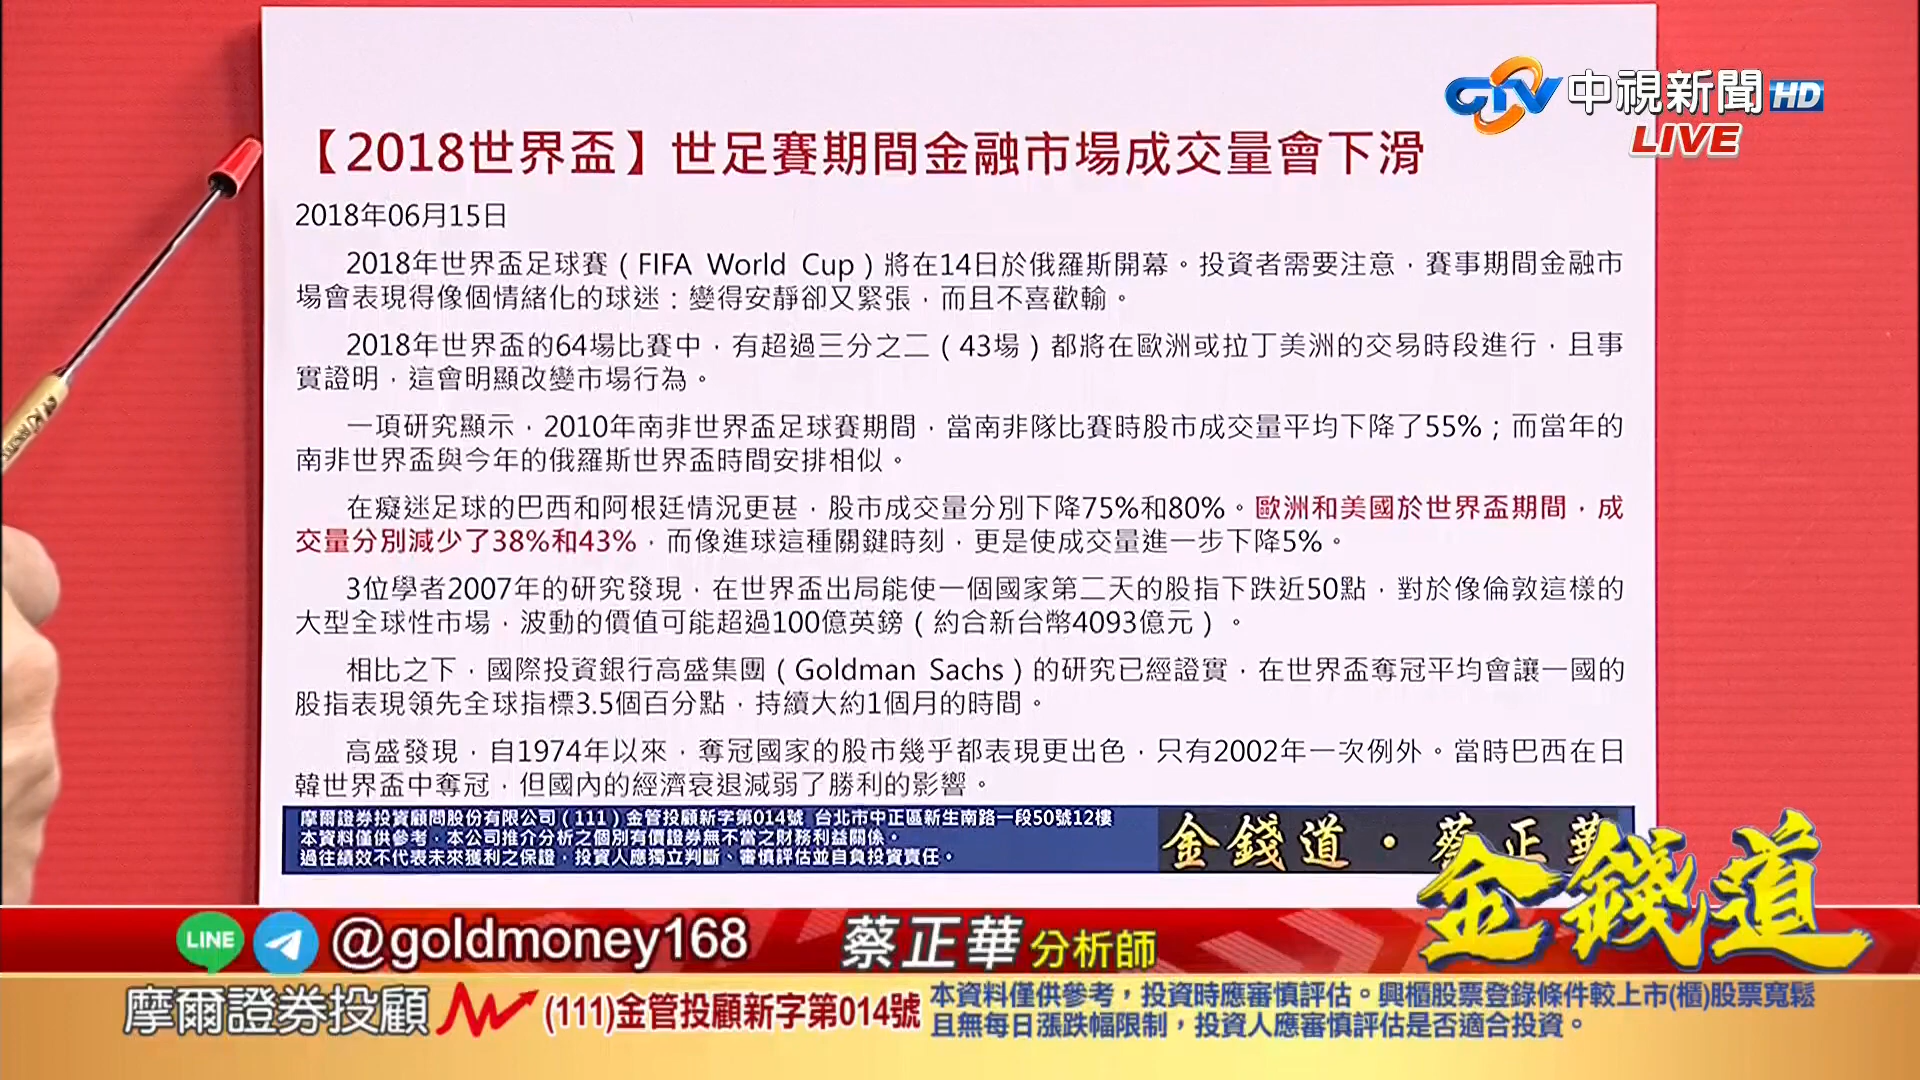 CTV中視新聞HD
LIVE
【2018世界盃】世足賽期間金融市場成交量會下滑
2018年06月15日
2018年世界盃足球賽（FIFA World Cup）將在14日於俄羅斯開幕。投資者需要注意，賽事期間金融市
場會表現得像個情緒化的球迷：變得安靜卻又緊張，而且不喜歡輸。
2018年世界盃的64場比賽中，有超過三分之二（43場）都將在歐洲或拉丁美洲的交易時段進行，且事
實證明，這會明顯改變市場行為。
一項研究顯示，2010年南非世界盃足球賽期間，當南非隊比賽時股市成交量平均下降了55%；而當年的
南非世界盃與今年的俄羅斯世界盃時間安排相似。
在癡迷足球的巴西和阿根廷情況更甚，股市成交量分別下降75%和80%。歐洲和美國於世界盃期間，成
交量分別減少了38%和43%，而像進球這種關鍵時刻，更是使成交量進一步下降5%。
3位學者2007年的研究發現，在世界盃出局能使一個國家第二天的股指下跌近50點，對於像倫敦這樣的
大型全球性市場，波動的價值可能超過100億英鎊（約合新台幣4093億元）。
相比之下，國際投資銀行高盛集團（Goldman Sachs）的研究已經證實，在世界盃奪冠平均會讓一國的
股指表現領先全球指標3.5個百分點，持續大約1個月的時間。
高盛發現，自1974年以來，奪冠國家的股市幾乎都表現更出色，只有2002年一次例外。當時巴西在日
韓世界盃中奪冠，但國內的經濟衰退減弱了勝利的影響。
摩爾證券投資顧問股份有限公司（111）金管投顧新字第014號 台北市中正區新生南路一段50號12樓
本資料僅供參考，本公司推介分析之個別有價證券無不當之財務利益關係。
過往績效不代表未來獲利之保證，投資人應獨立判斷、審慎評估並自負投資責任。
金錢道・蔡正華
金錢道
LINE @goldmoney168 蔡正華 分析師
摩爾證券投顧 (111)金管投顧新字第014號
本資料僅供參考，投資時應審慎評估。興櫃股票登錄條件較上市(櫃)股票寬鬆
且無每日漲跌幅限制，投資人應審慎評估是否適合投資。